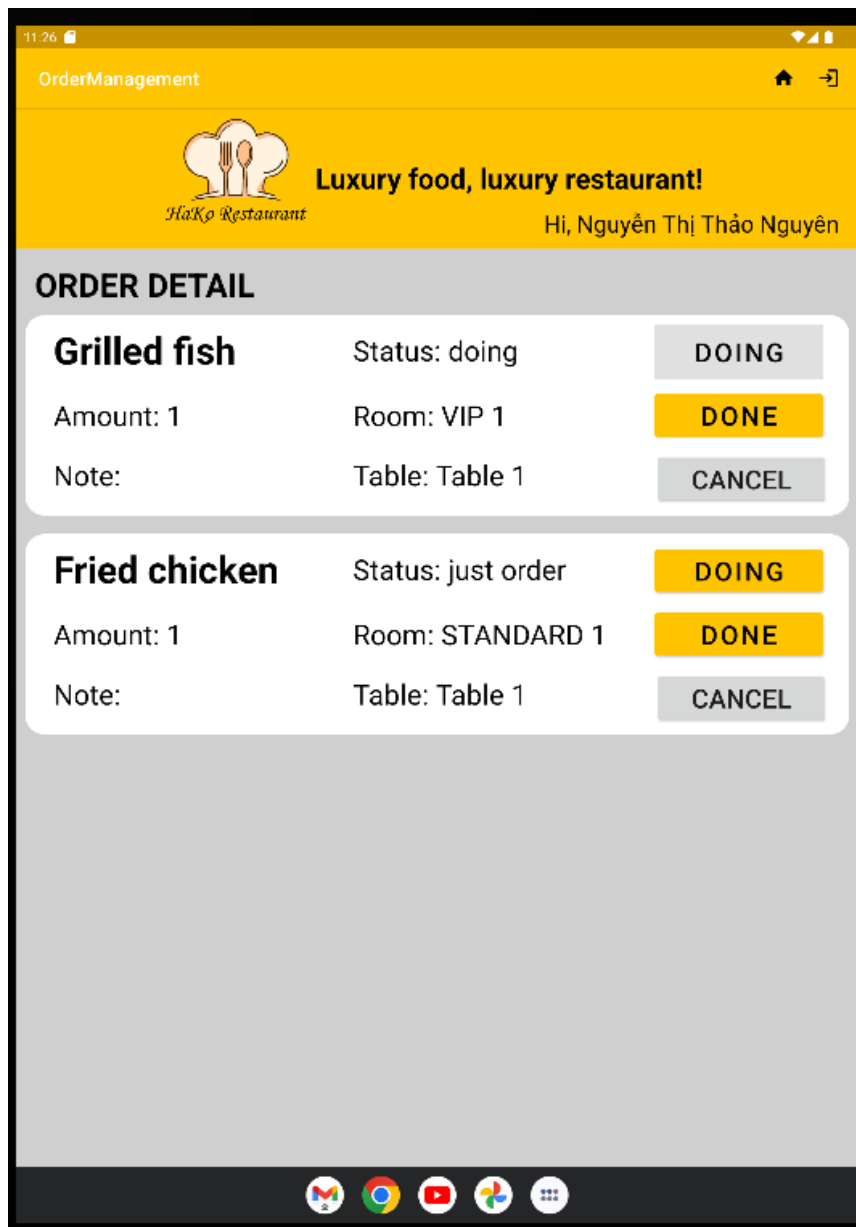 11:26
OrderManagement
HaKo Restaurant
Luxury food, luxury restaurant!
Hi, Nguyễn Thị Thảo Nguyên
ORDER DETAIL
Grilled fish Status: doing DOING
Amount: 1 Room: VIP 1 DONE
Note: Table: Table 1 CANCEL
Fried chicken Status: just order DOING
Amount: 1 Room: STANDARD 1 DONE
Note: Table: Table 1 CANCEL